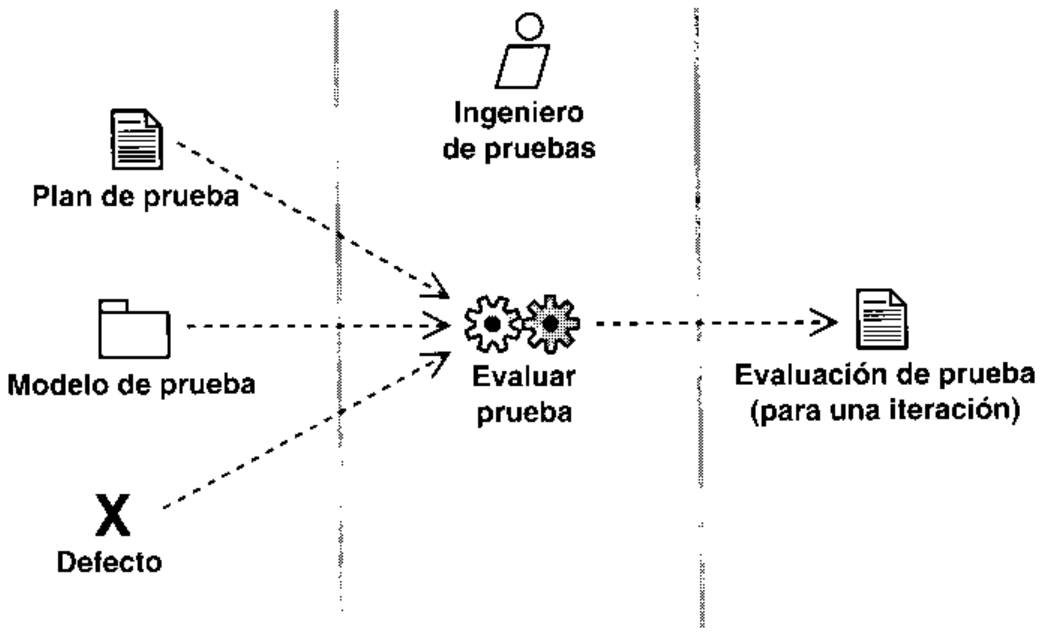 Ingeniero
de pruebas
Plan de prueba
Modelo de prueba
Evaluar
prueba
Evaluación de prueba
(para una iteración)
X
Defecto